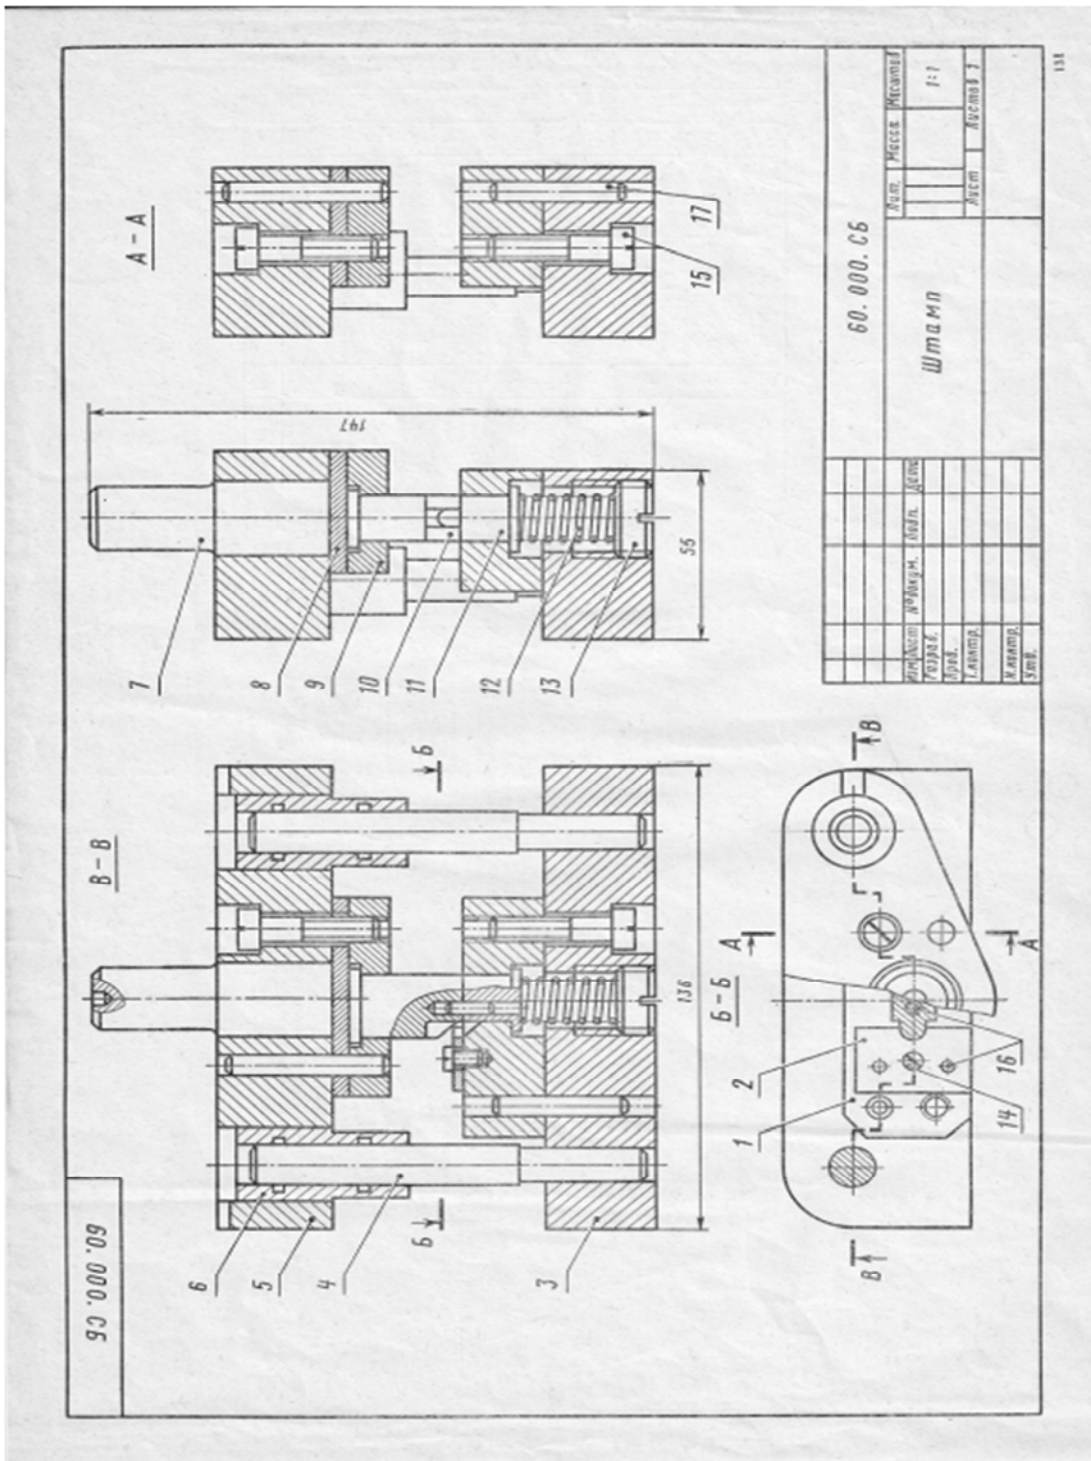 60. 000. СБ
В – В
А – А
Б
Б
6
5
4
3
7
8
9
10
11
12
13
15
17
147
136
55
Б – Б
А
А
В
В
1
2
14
16
60. 000. СБ
Штамп
Лит.
Масса
Масштаб
1:1
Лист
Листов 1
Изм.
Лист
№ докум.
Подп.
Дата
Разраб.
Пров.
Т.контр.
Н.контр.
Утв.